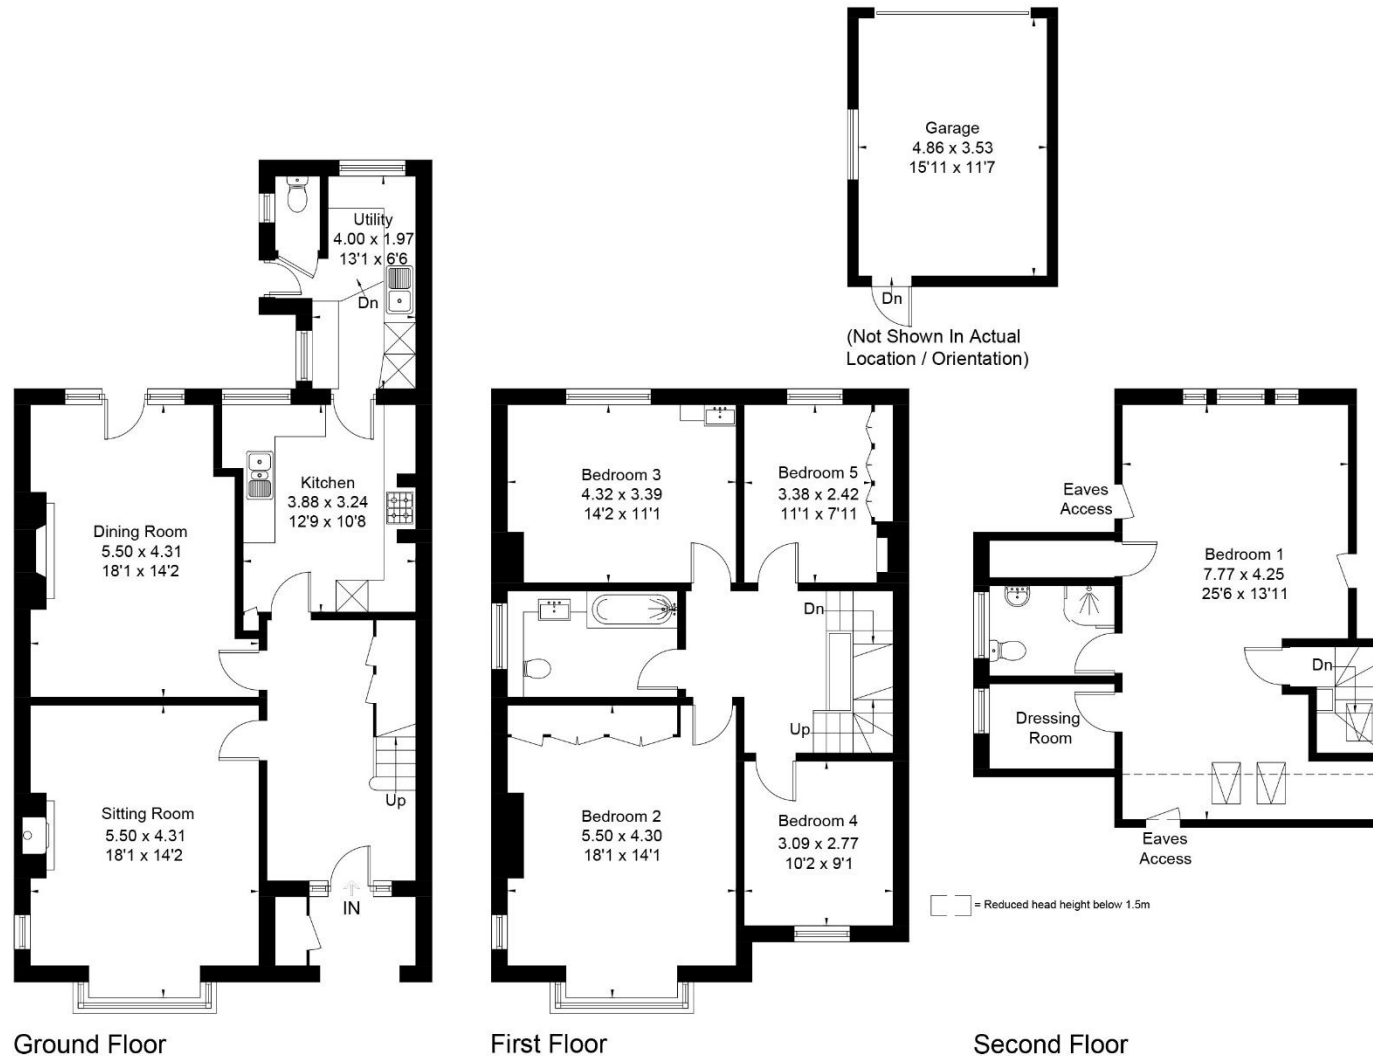 Garage
4.86 x 3.53
15'11 x 11'7
Dn
(Not Shown In Actual
Location / Orientation)
Utility
4.00 x 1.97
13'1 x 6'6
Dn
Kitchen
3.88 x 3.24
12'9 x 10'8
Dining Room
5.50 x 4.31
18'1 x 14'2
Sitting Room
5.50 x 4.31
18'1 x 14'2
Up
IN
Ground Floor
Bedroom 3
4.32 x 3.39
14'2 x 11'1
Bedroom 5
3.38 x 2.42
11'1 x 7'11
Dn
Up
Bedroom 2
5.50 x 4.30
18'1 x 14'1
Bedroom 4
3.09 x 2.77
10'2 x 9'1
First Floor
Eaves
Access
Bedroom 1
7.77 x 4.25
25'6 x 13'11
Dn
Dressing
Room
Eaves
Access
= Reduced head height below 1.5m
Second Floor